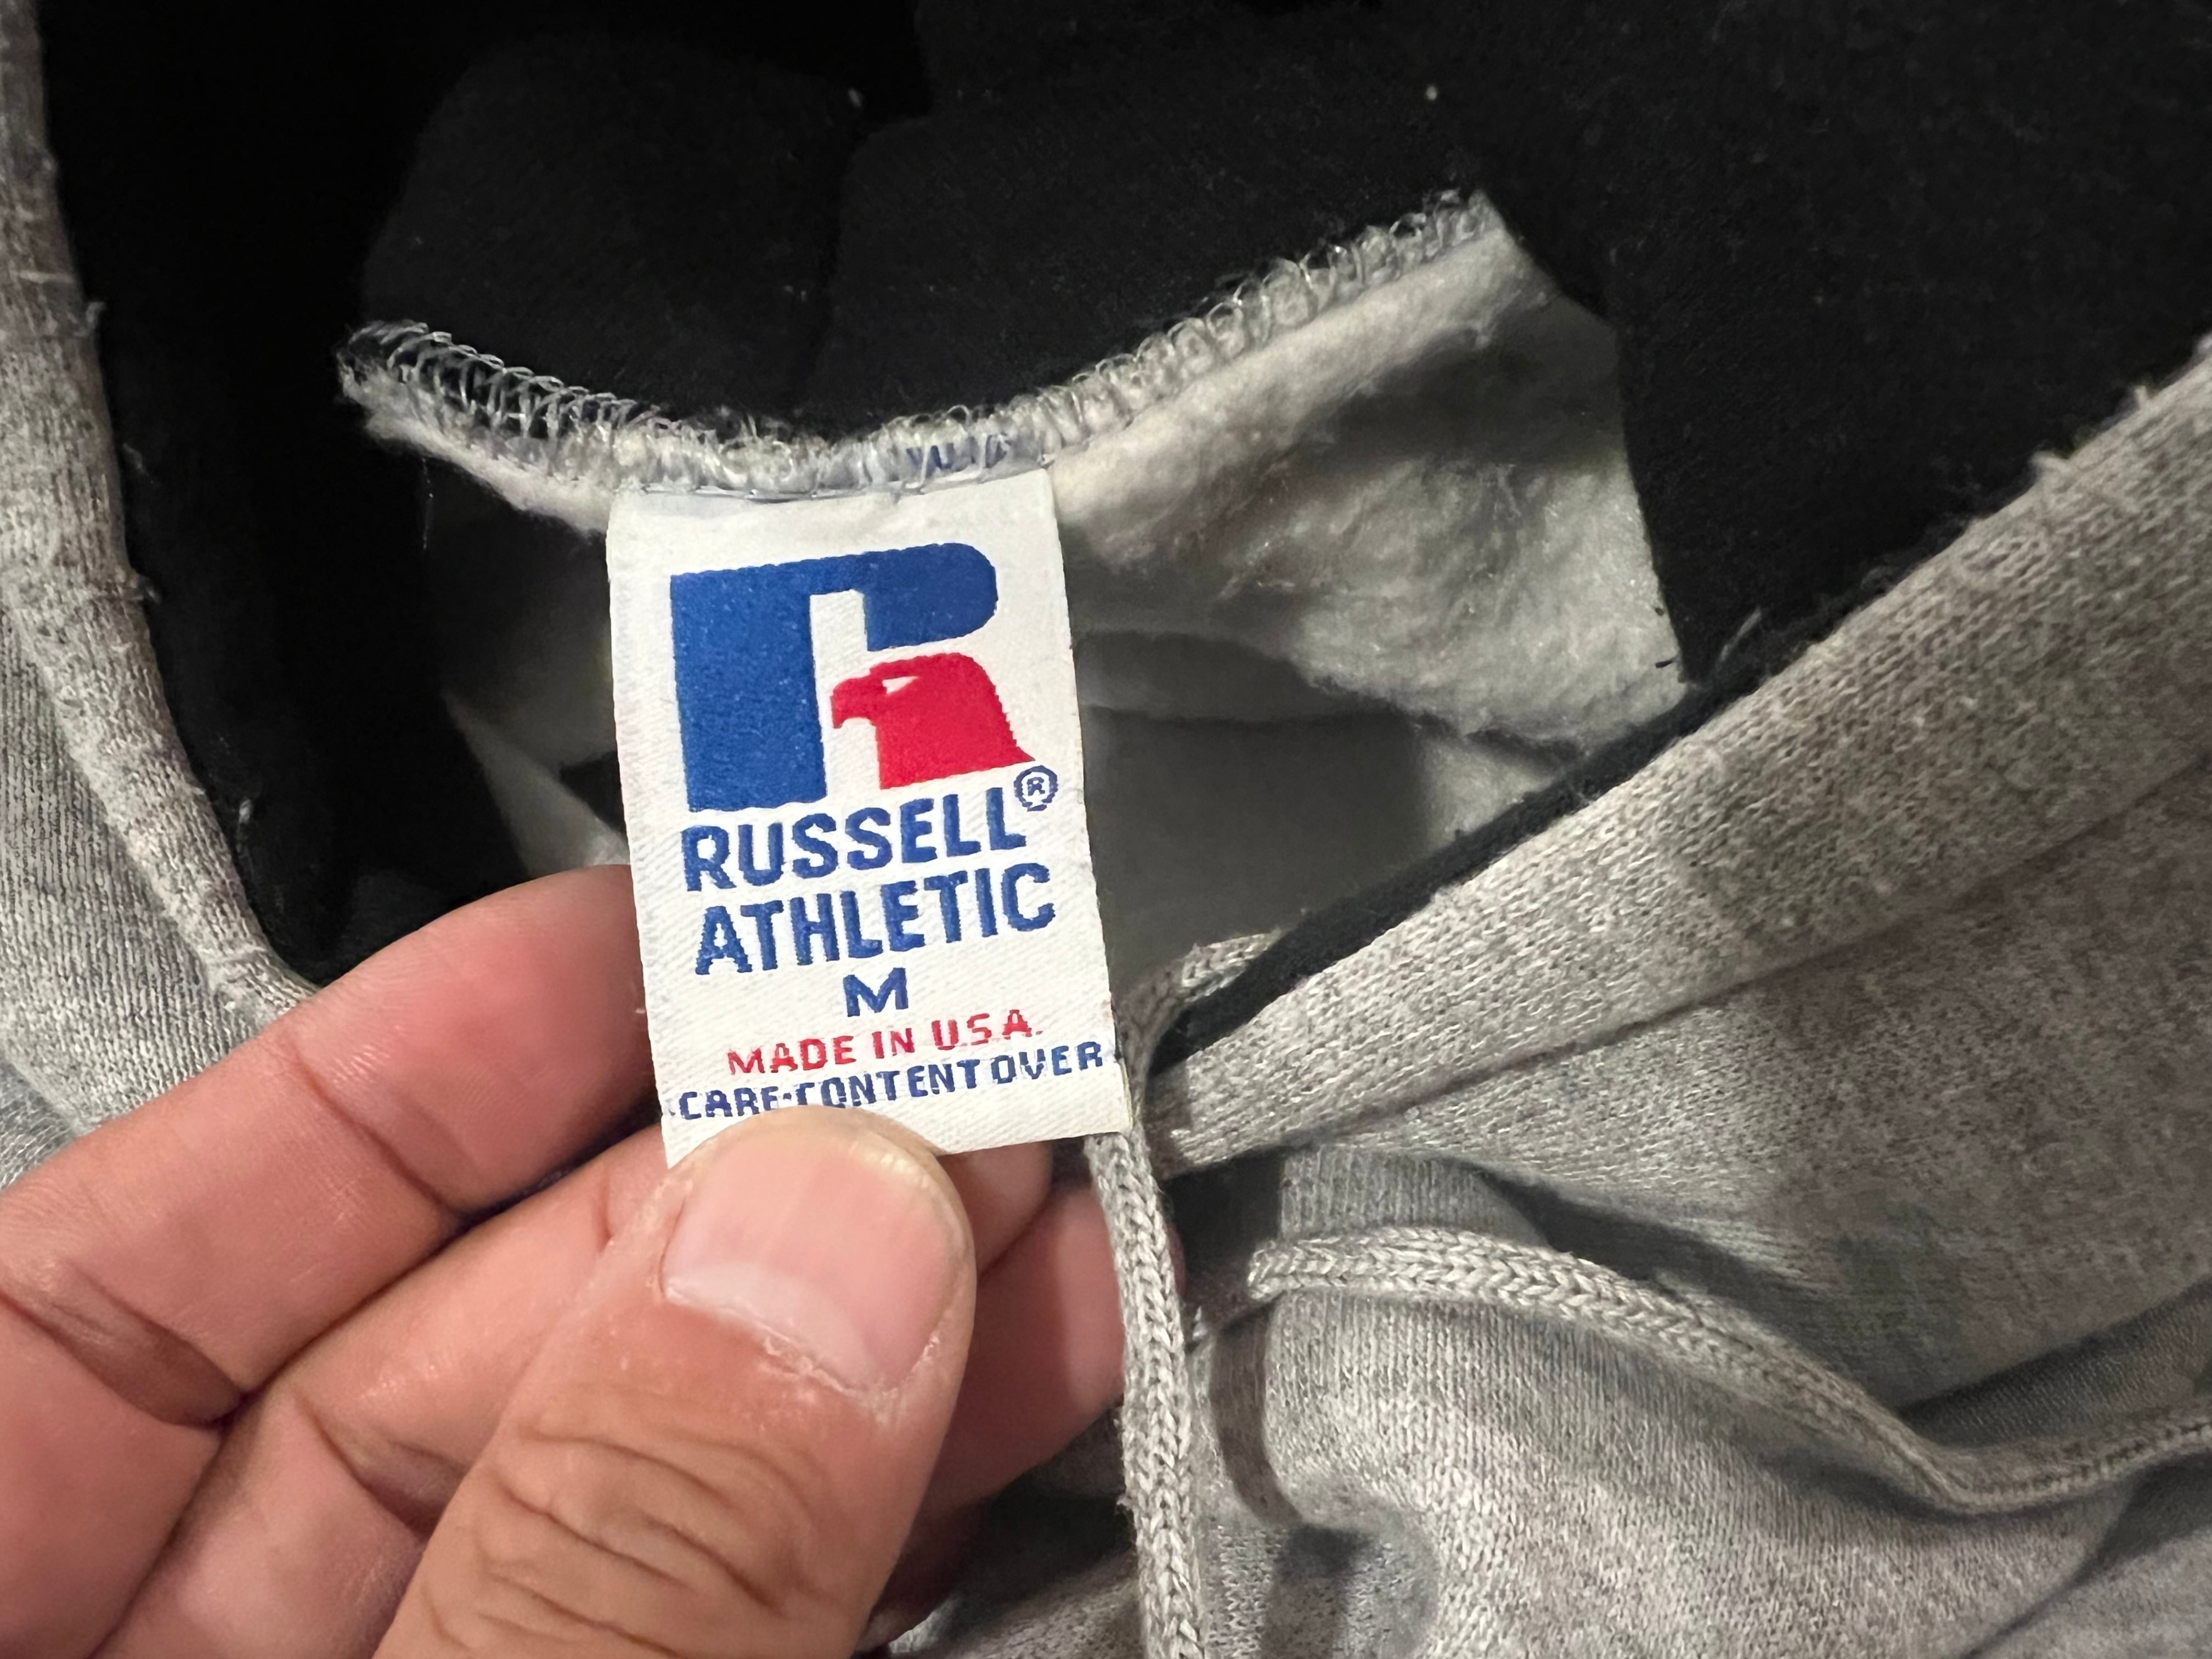 RUSSELL®
ATHLETIC
M
MADE IN U.S.A.
CARE·CONTENT OVER